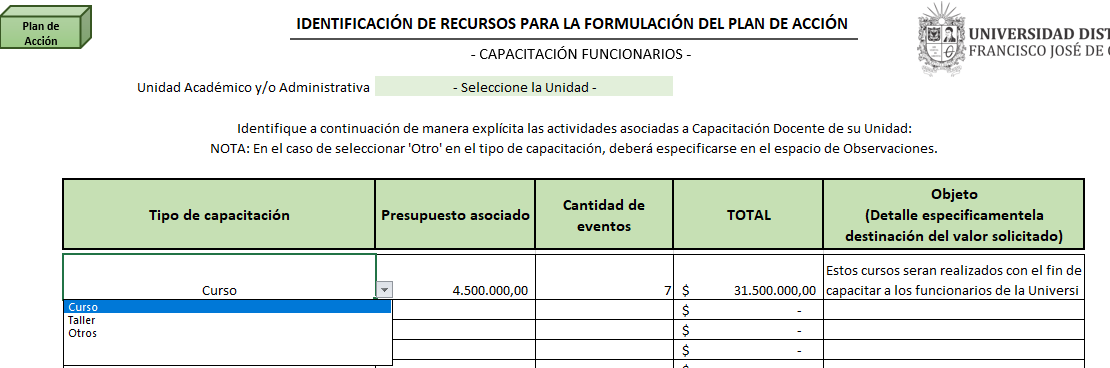 Plan de
Acción
IDENTIFICACIÓN DE RECURSOS PARA LA FORMULACIÓN DEL PLAN DE ACCIÓN
UNIVERSIDAD DIST
FRANCISCO JOSÉ DE
- CAPACITACIÓN FUNCIONARIOS -
Unidad Académico y/o Administrativa
- Seleccione la Unidad -
Identifique a continuación de manera explícita las actividades asociadas a Capacitación Docente de su Unidad:
NOTA: En el caso de seleccionar 'Otro' en el tipo de capacitación, deberá especificarse en el espacio de Observaciones.
Tipo de capacitación
Presupuesto asociado
Cantidad de
eventos
TOTAL
Objeto
(Detalle especificamentela
destinación del valor solicitado)
Curso
4.500.000,00
7
$ 31.500.000,00
Estos cursos seran realizados con el fin de
capacitar a los funcionarios de la Universi
Curso
Taller
Otros
$ -
$ -
$ -